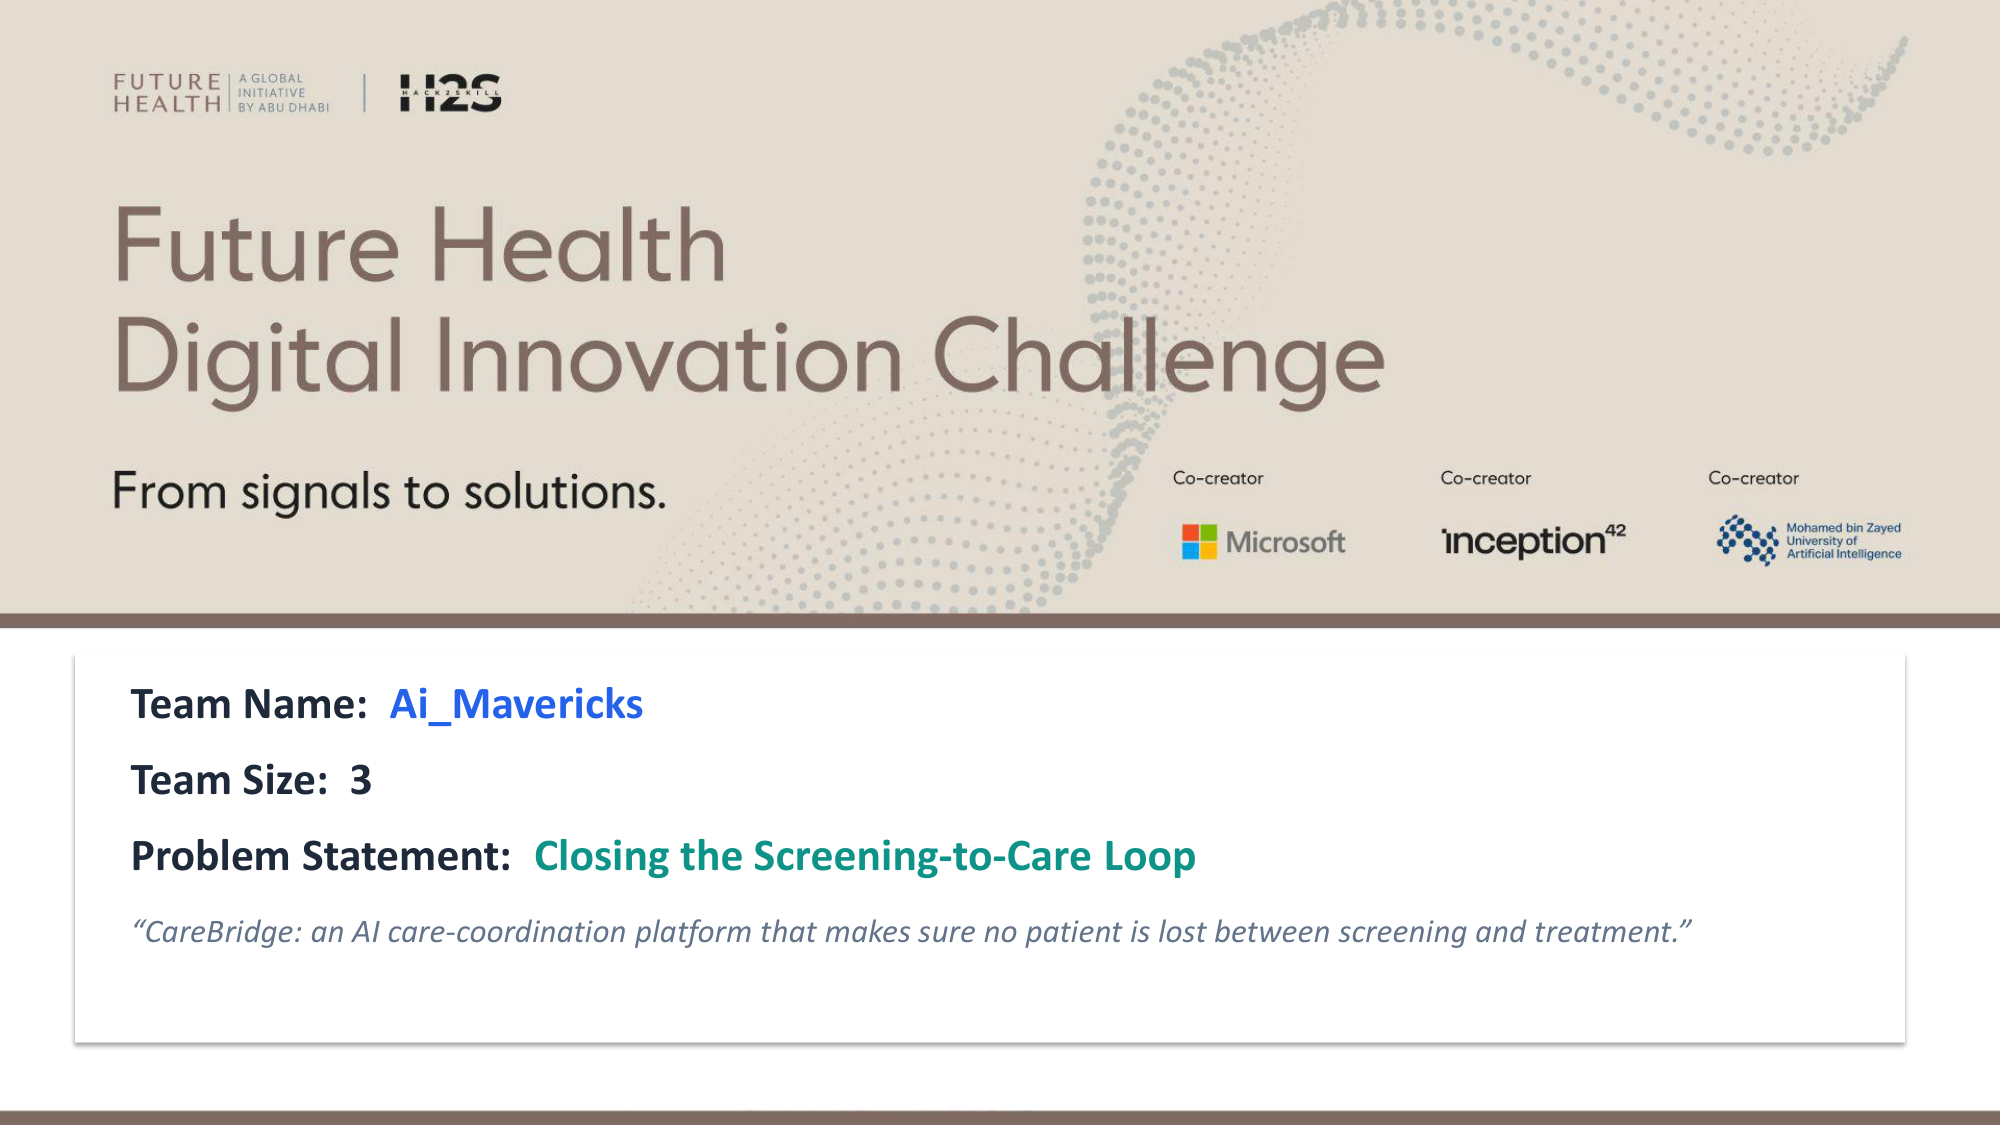 FUTURE HEALTH
A GLOBAL INITIATIVE BY ABU DHABI
H2S
HACK2SKILL
Future Health
Digital Innovation Challenge
From signals to solutions.
Co-creator
Microsoft
Co-creator
inception42
Co-creator
Mohamed bin Zayed
University of
Artificial Intelligence
Team Name: Ai_Mavericks
Team Size: 3
Problem Statement: Closing the Screening-to-Care Loop
“CareBridge: an AI care-coordination platform that makes sure no patient is lost between screening and treatment.”